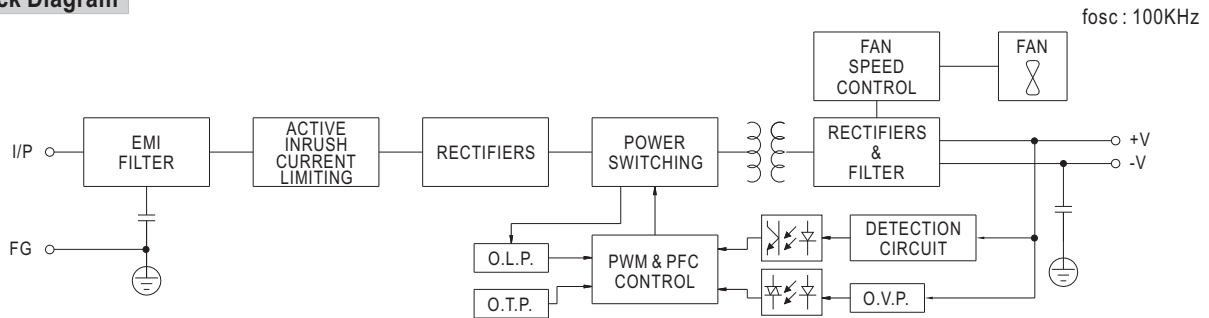 ck Diagram
fosc : 100KHz
FAN
SPEED
CONTROL
FAN
I/P
EMI
FILTER
ACTIVE
INRUSH
CURRENT
LIMITING
RECTIFIERS
POWER
SWITCHING
RECTIFIERS
&
FILTER
+V
-V
FG
O.L.P.
O.T.P.
PWM & PFC
CONTROL
DETECTION
CIRCUIT
O.V.P.